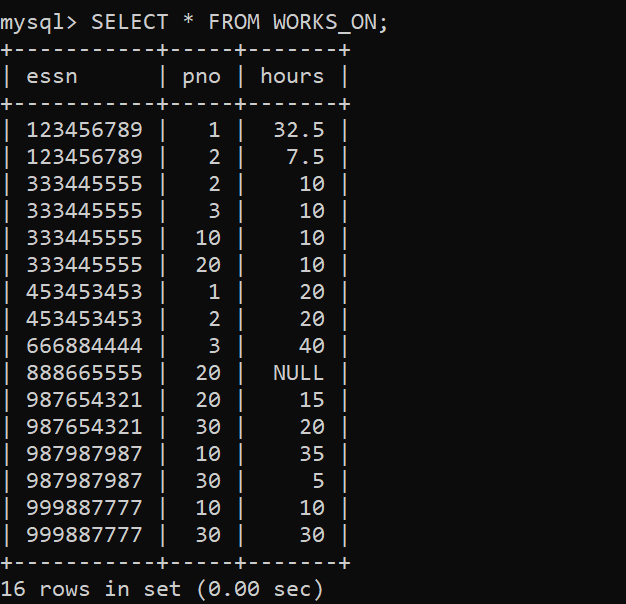 mysql> SELECT * FROM WORKS_ON;
+-----------+-----+-------+
| essn      | pno | hours |
+-----------+-----+-------+
| 123456789 |   1 |  32.5 |
| 123456789 |   2 |   7.5 |
| 333445555 |   2 |    10 |
| 333445555 |   3 |    10 |
| 333445555 |  10 |    10 |
| 333445555 |  20 |    10 |
| 453453453 |   1 |    20 |
| 453453453 |   2 |    20 |
| 666884444 |   3 |    40 |
| 888665555 |  20 |  NULL |
| 987654321 |  20 |    15 |
| 987654321 |  30 |    20 |
| 987987987 |  10 |    35 |
| 987987987 |  30 |     5 |
| 999887777 |  10 |    10 |
| 999887777 |  30 |    30 |
+-----------+-----+-------+
16 rows in set (0.00 sec)